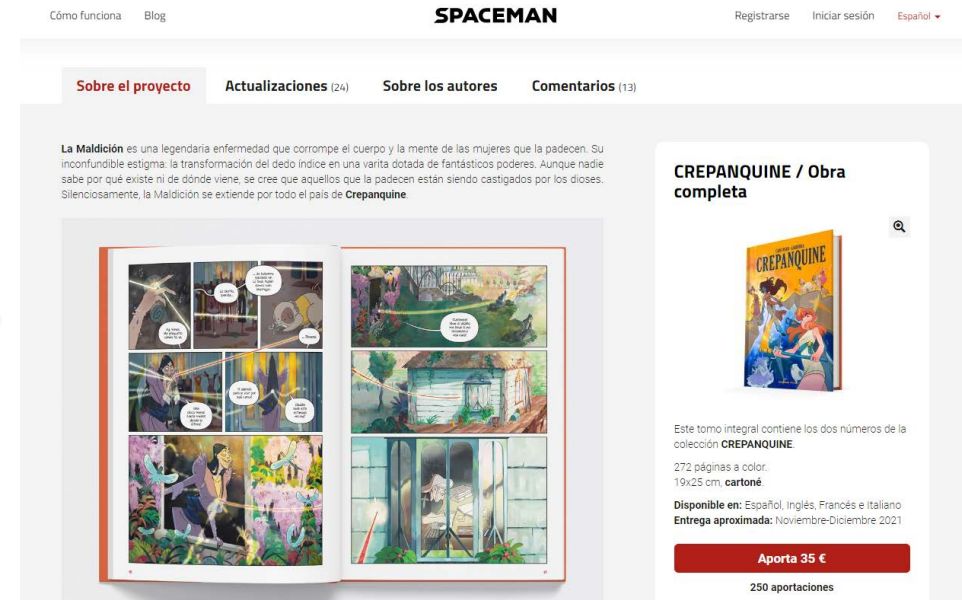 Cómo funciona
Blog
SPACEMAN
Registrarse
Iniciar sesión
Español
Sobre el proyecto
Actualizaciones (24)
Sobre los autores
Comentarios (13)
La Maldición es una legendaria enfermedad que corrompe el cuerpo y la mente de las mujeres que la padecen. Su
inconfundible estigma: la transformación del dedo índice en una varita dotada de fantásticos poderes. Aunque nadie
sabe por qué existe ni de dónde viene, se cree que aquellos que la padecen están siendo castigados por los dioses.
Silenciosamente, la Maldición se extiende por todo el país de Crepanquine.
CREPANQUINE / Obra
completa
CREPANQUINE
Este tomo integral contiene los dos números de la
colección CREPANQUINE.
272 páginas a color.
19x25 cm, cartoné.
Disponible en: Español, Inglés, Francés e Italiano
Entrega aproximada: Noviembre-Diciembre 2021
Aporta 35 €
250 aportaciones